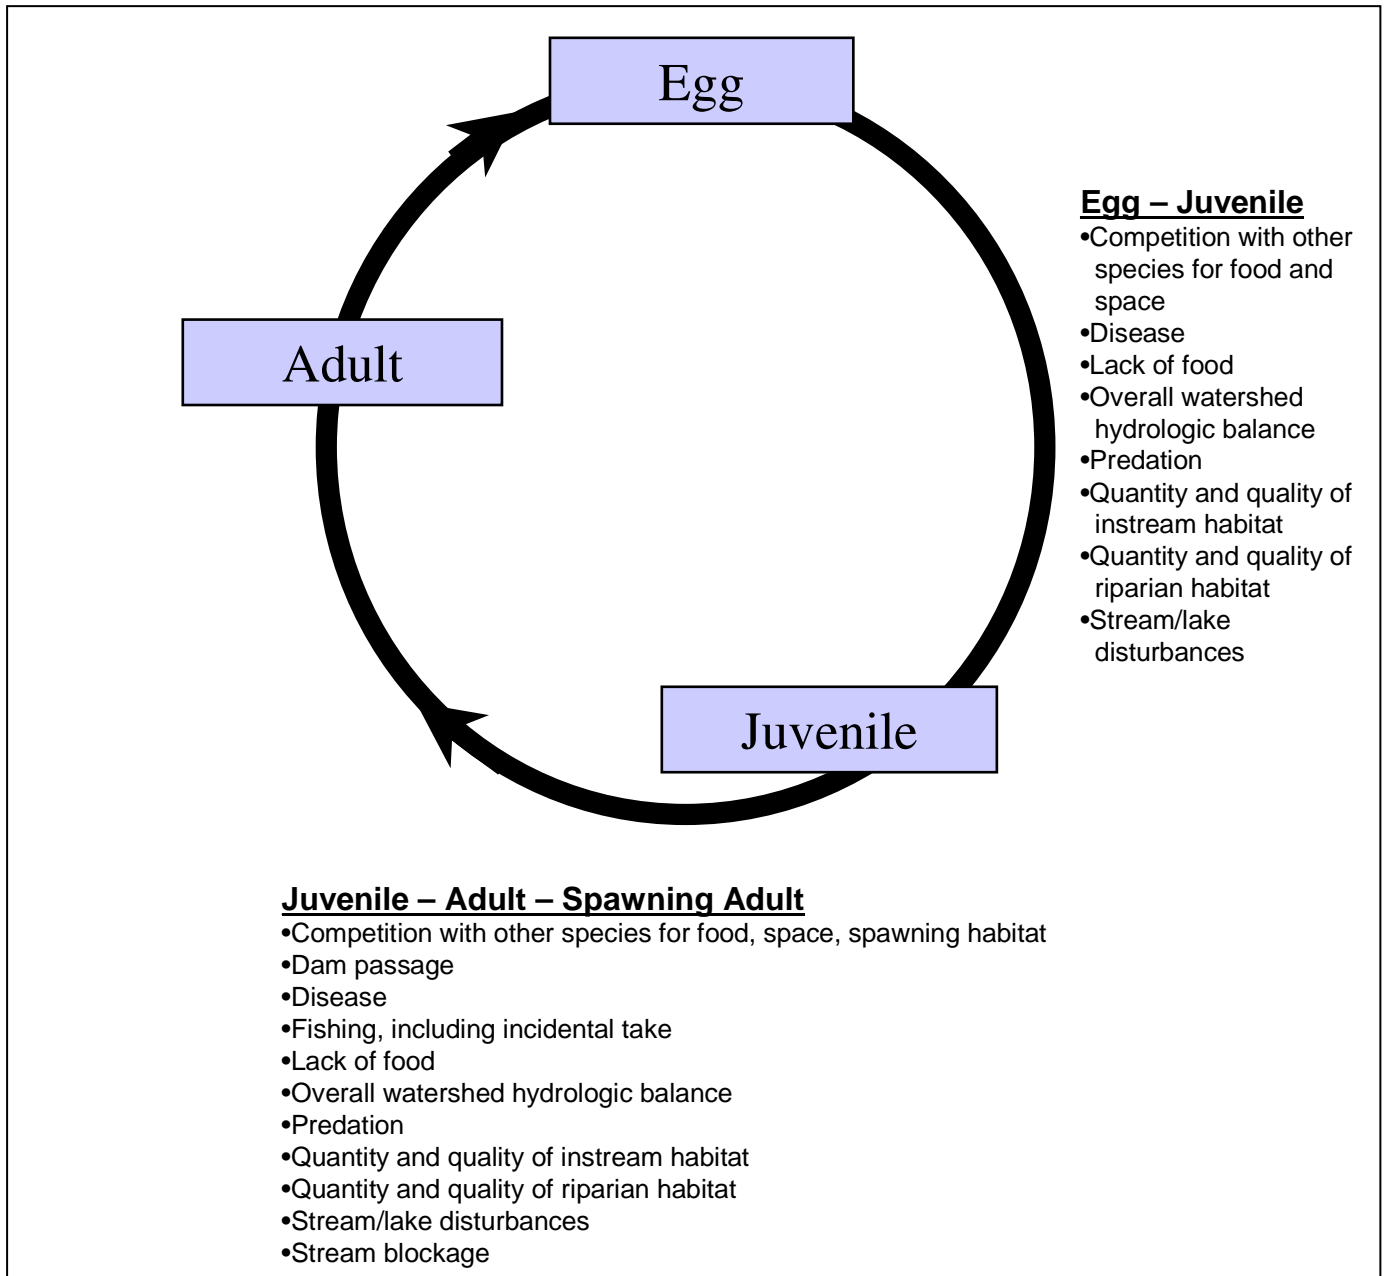 Egg
Adult
Juvenile
Egg – Juvenile
•Competition with other
species for food and
space
•Disease
•Lack of food
•Overall watershed
hydrologic balance
•Predation
•Quantity and quality of
instream habitat
•Quantity and quality of
riparian habitat
•Stream/lake
disturbances
Juvenile – Adult – Spawning Adult
•Competition with other species for food, space, spawning habitat
•Dam passage
•Disease
•Fishing, including incidental take
•Lack of food
•Overall watershed hydrologic balance
•Predation
•Quantity and quality of instream habitat
•Quantity and quality of riparian habitat
•Stream/lake disturbances
•Stream blockage